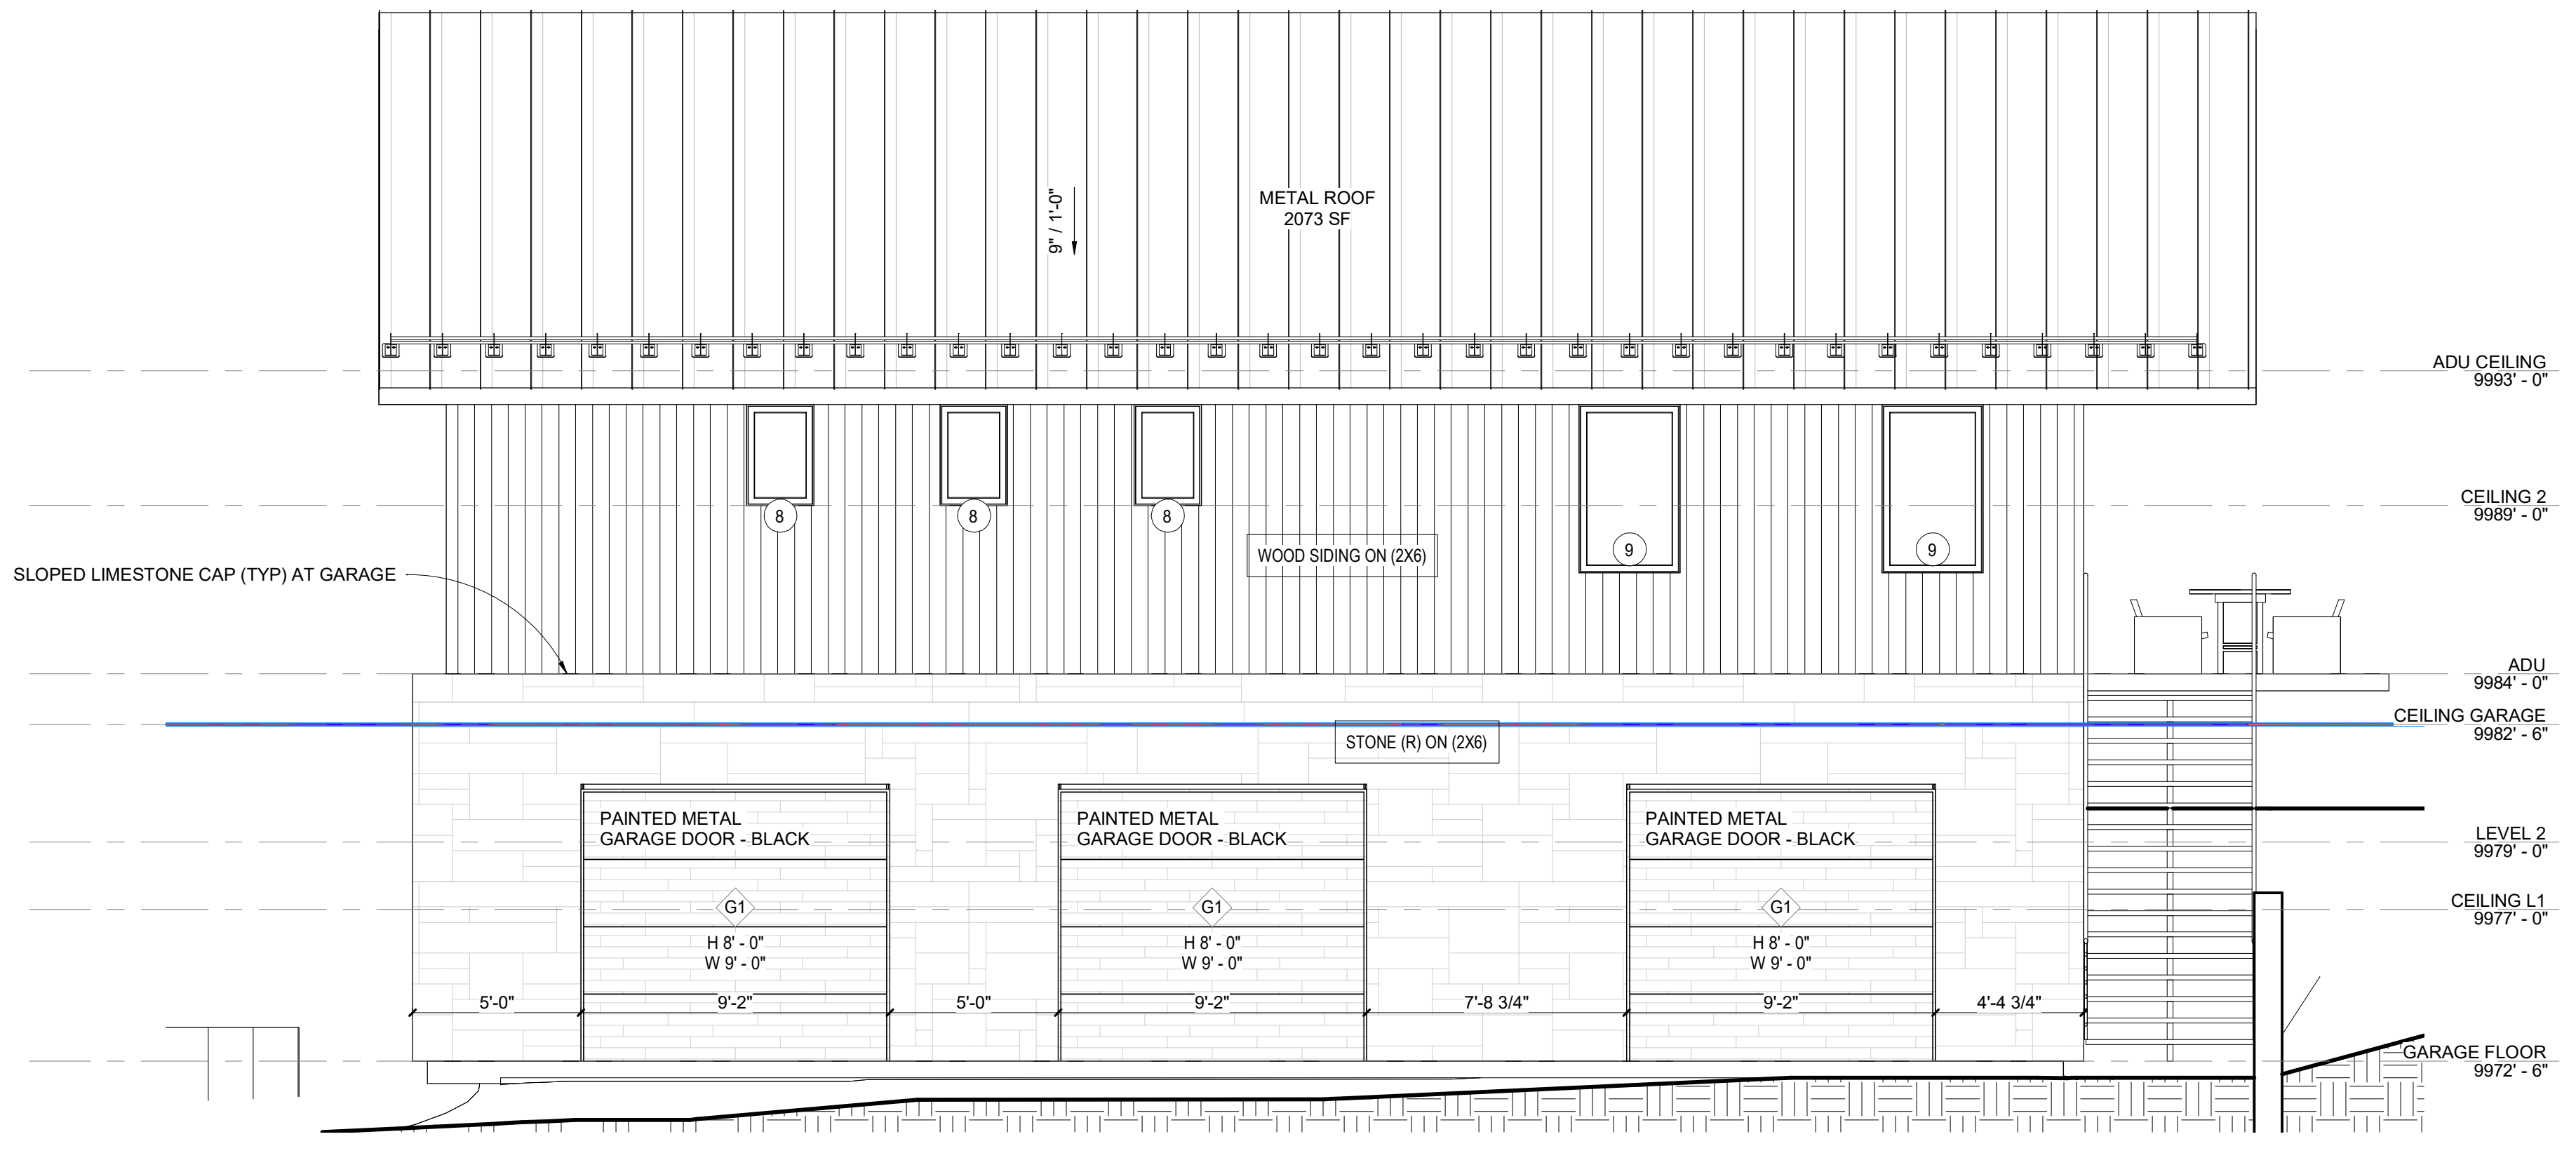 METAL ROOF
2073 SF
9" / 1'-0"
ADU CEILING
9993' - 0"
CEILING 2
9989' - 0"
8
8
8
9
9
WOOD SIDING ON (2X6)
SLOPED LIMESTONE CAP (TYP) AT GARAGE
ADU
9984' - 0"
CEILING GARAGE
9982' - 6"
STONE (R) ON (2X6)
PAINTED METAL
GARAGE DOOR - BLACK
G1
H 8' - 0"
W 9' - 0"
PAINTED METAL
GARAGE DOOR - BLACK
G1
H 8' - 0"
W 9' - 0"
PAINTED METAL
GARAGE DOOR - BLACK
G1
H 8' - 0"
W 9' - 0"
LEVEL 2
9979' - 0"
CEILING L1
9977' - 0"
5'-0"
9'-2"
5'-0"
9'-2"
7'-8 3/4"
9'-2"
4'-4 3/4"
GARAGE FLOOR
9972' - 6"